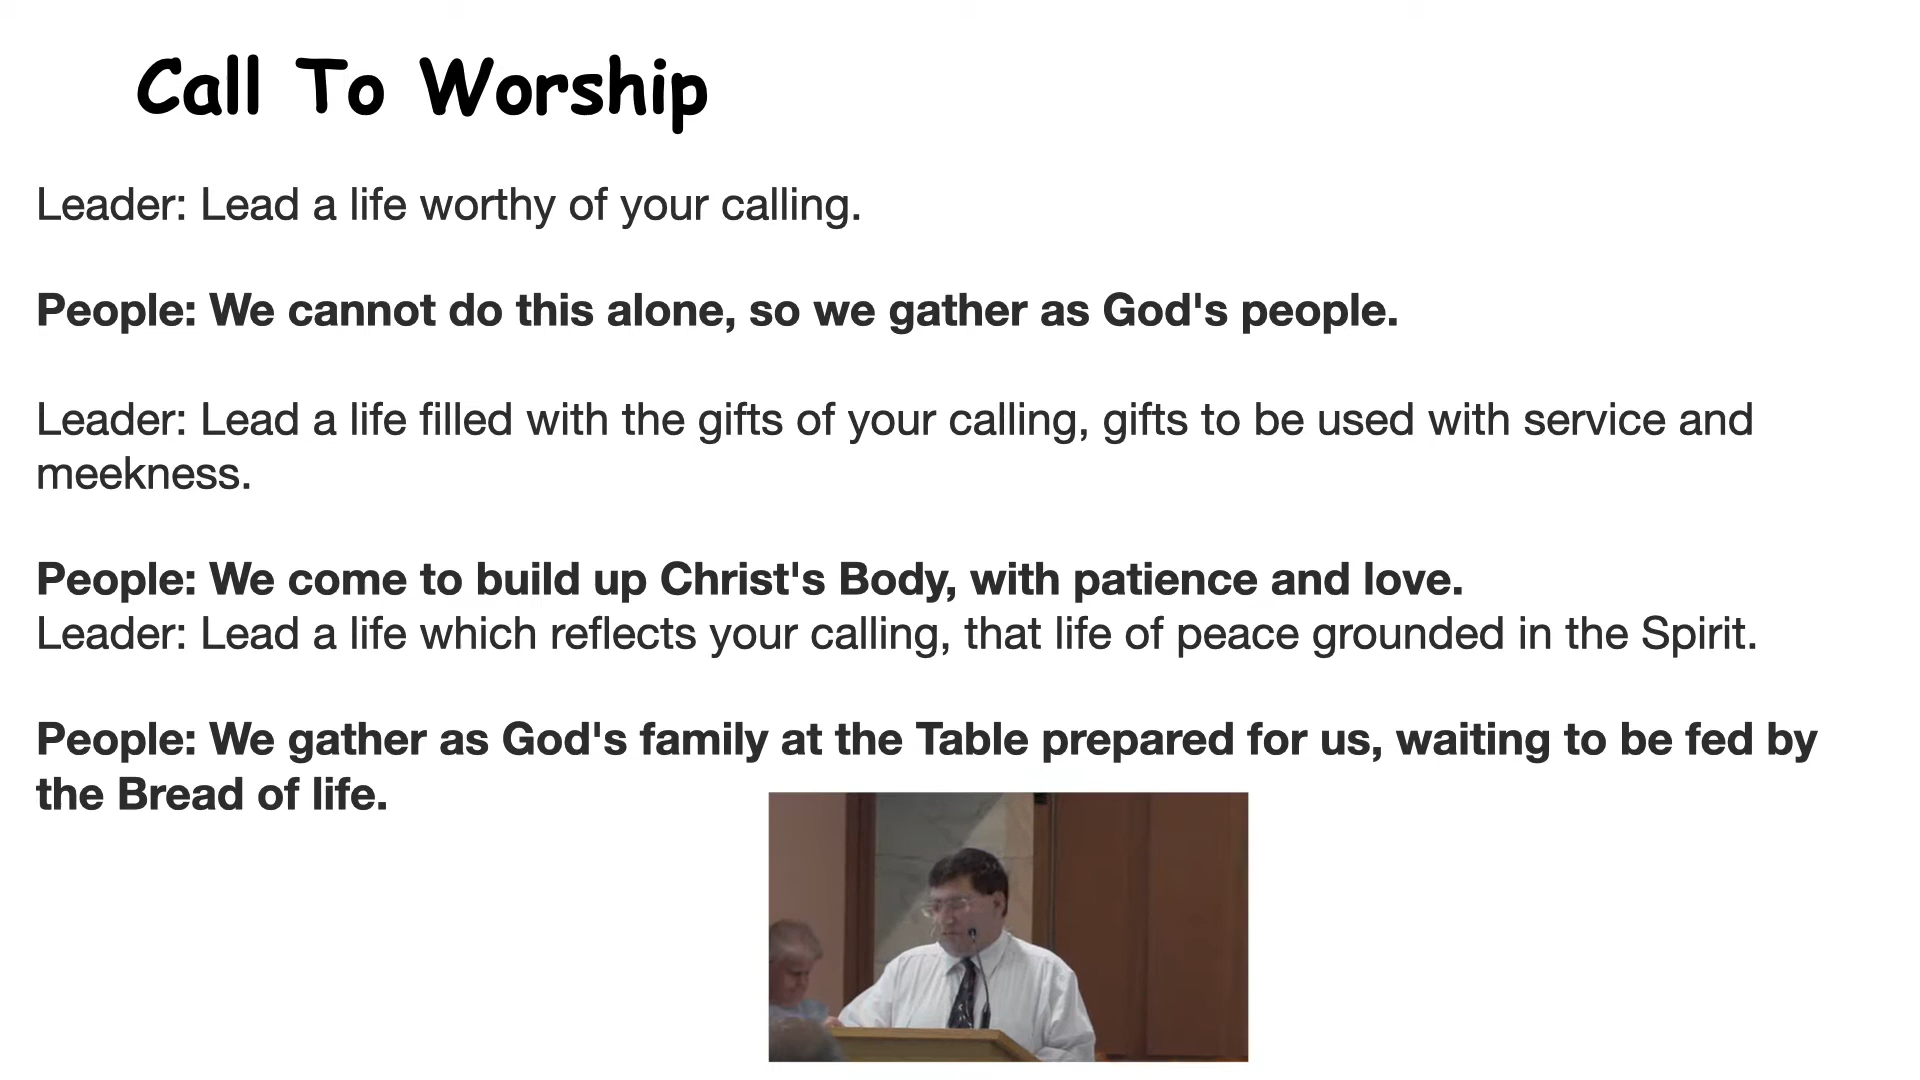 Call To Worship
Leader: Lead a life worthy of your calling.
People: We cannot do this alone, so we gather as God's people.
Leader: Lead a life filled with the gifts of your calling, gifts to be used with service and
meekness.
People: We come to build up Christ's Body, with patience and love.
Leader: Lead a life which reflects your calling, that life of peace grounded in the Spirit.
People: We gather as God's family at the Table prepared for us, waiting to be fed by
the Bread of life.